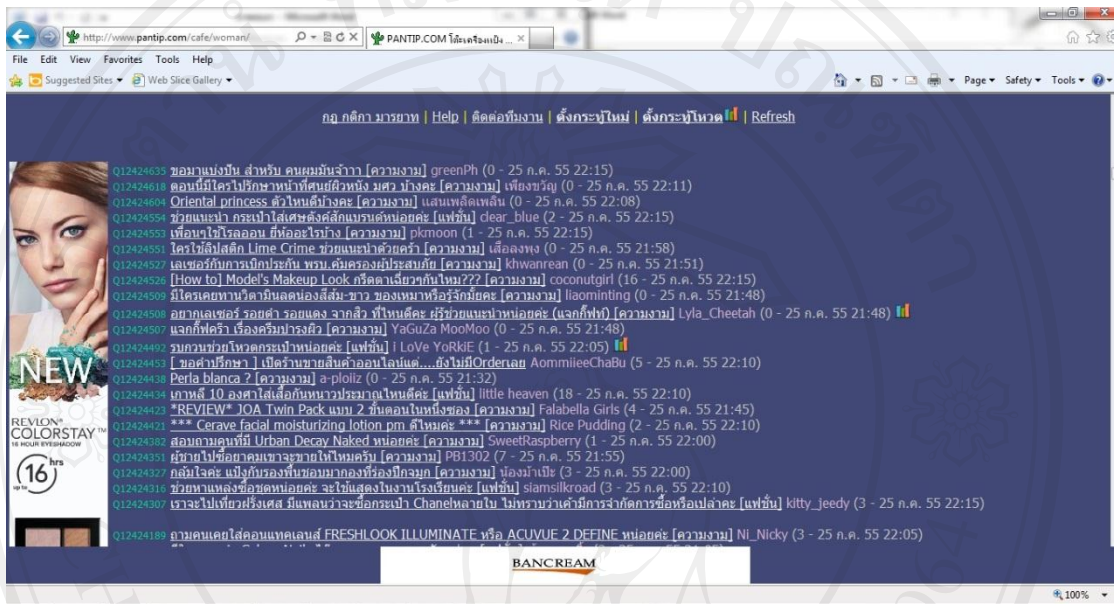 http://www.pantip.com/cafe/woman/
PANTIP.COM โต๊ะเครื่องแป้ง ...
File Edit View Favorites Tools Help
Suggested Sites Web Slice Gallery
Page Safety Tools
กฎ กติกา มารยาท | Help | ติดต่อทีมงาน | ตั้งกระทู้ใหม่ | ตั้งกระทู้โหวต | Refresh
Q12424635 ขอมาแบ่งปัน สำหรับ คนผมมันจ้าาา [ความงาม] greenPh (0 - 25 ก.ค. 55 22:15)
Q12424618 ตอนนี้มีใครไปรักษาหน้าที่ศูนย์ผิวหนัง มศว บ้างคะ [ความงาม] เพียงขวัญ (0 - 25 ก.ค. 55 22:11)
Q12424604 Oriental princess ตัวไหนดีบ้างคะ [ความงาม] แสนเพลิดเพลิน (0 - 25 ก.ค. 55 22:08)
Q12424554 ช่วยแนะนำ กระเป๋าใส่เศษตังค์สักแบรนด์หน่อยค่ะ [แฟชั่น] dear_blue (2 - 25 ก.ค. 55 22:15)
Q12424553 เพื่อนๆใช้โรลออน ยี่ห้ออะไรบ้าง [ความงาม] pkmoon (1 - 25 ก.ค. 55 22:15)
Q12424551 ใครใช้ลิปสติก Lime Crime ช่วยแนะนำด้วยคร้า [ความงาม] เสือลงพุง (0 - 25 ก.ค. 55 21:58)
Q12424527 เลเซอร์กับการเบิกประกัน พรบ.คุ้มครองผู้ประสบภัย [ความงาม] khwanrean (0 - 25 ก.ค. 55 21:51)
Q12424526 [How to] Model's Makeup Look กรีดตาเฉี่ยวๆกันไหม??? [ความงาม] coconutgirl (16 - 25 ก.ค. 55 22:15)
Q12424509 มีใครเคยทานวิตามินลดน่องสีส้ม-ขาว ของเหมาหรือรู้จักมั้ยคะ [ความงาม] liaominting (0 - 25 ก.ค. 55 21:48)
Q12424508 อยากเลเซอร์ รอยดำ รอยแดง จากสิว ที่ไหนดีคะ ผู้รู้ช่วยแนะนำหน่อยค่ะ (แจกกิ๊ฟท์) [ความงาม] Lyla_Cheetah (0 - 25 ก.ค. 55 21:48)
Q12424507 แจกกิ๊ฟคร้า เรื่องครีมบำรุงผิว [ความงาม] YaGuZa MooMoo (0 - 25 ก.ค. 55 21:48)
Q12424492 รบกวนช่วยโหวตกระเป๋าหน่อยค่ะ [แฟชั่น] i LoVe YoRkiE (1 - 25 ก.ค. 55 22:05)
Q12424453 [ ขอคำปรึกษา ] เปิดร้านขายสินค้าออนไลน์แต่....ยังไม่มีOrderเลย AommiieeChaBu (5 - 25 ก.ค. 55 22:10)
Q12424438 Perla blanca ? [ความงาม] a-ploiiz (0 - 25 ก.ค. 55 21:32)
Q12424434 เกาหลี 10 องศาใส่เสื้อกันหนาวประมาณไหนดีคะ [แฟชั่น] little heaven (18 - 25 ก.ค. 55 22:10)
Q12424423 *REVIEW* JOA Twin Pack แบบ 2 ขั้นตอนในหนึ่งซอง [ความงาม] Falabella Girls (4 - 25 ก.ค. 55 21:45)
Q12424421 *** Cerave facial moisturizing lotion pm ดีไหมคะ *** [ความงาม] Rice Pudding (2 - 25 ก.ค. 55 22:10)
Q12424382 สอบถามคนที่มี Urban Decay Naked หน่อยค่ะ [ความงาม] SweetRaspberry (1 - 25 ก.ค. 55 22:00)
Q12424351 ผู้ชายไปซื้อยาคุมเขาจะขายให้ไหมครับ [ความงาม] PB1302 (7 - 25 ก.ค. 55 21:55)
Q12424327 กลุ้มใจค่ะ แป้งกับรองพื้นชอบมากองที่ร่องปีกจมูก [ความงาม] น้องม้าเป๊ะ (3 - 25 ก.ค. 55 22:00)
Q12424316 ช่วยหาแหล่งซื้อชุดหน่อยค่ะ จะใช้แสดงในงานโรงเรียนค่ะ [แฟชั่น] siamsilkroad (3 - 25 ก.ค. 55 22:10)
Q12424307 เราจะไปเที่ยวฝรั่งเศส มีแพลนว่าจะซื้อกระเป๋า Chanelหลายใบ ไม่ทราบว่าเค้ามีการจำกัดการซื้อหรือเปล่าคะ [แฟชั่น] kitty_jeedy (3 - 25 ก.ค. 55 22:15)
Q12424189 ถามคนเคยใส่คอนแทคเลนส์ FRESHLOOK ILLUMINATE หรือ ACUVUE 2 DEFINE หน่อยค่ะ [ความงาม] Ni_Nicky (3 - 25 ก.ค. 55 22:05)
NEW
REVLON
COLORSTAY™
16 HOUR EYESHADOW
up to 16 hrs
BANCREAM
100%